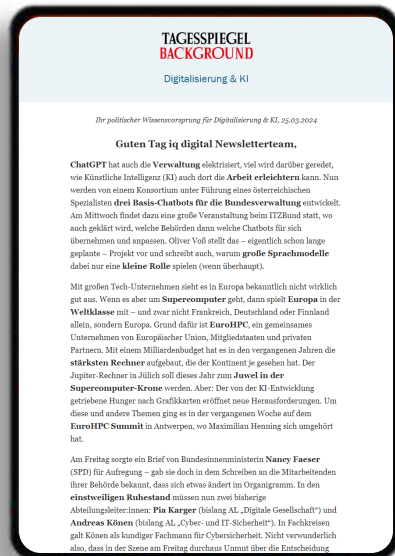 TAGESSPIEGEL
BACKGROUND
Digitalisierung & KI
Ihr politischer Wissensvorsprung für Digitalisierung & KI, 25.03.2024
Guten Tag iq digital Newsletterteam,
ChatGPT hat auch die Verwaltung elektrisiert, viel wird darüber geredet,
wie Künstliche Intelligenz (KI) auch dort die Arbeit erleichtern kann. Nun
werden von einem Konsortium unter Führung eines österreichischen
Spezialisten drei Basis-Chatbots für die Bundesverwaltung entwickelt.
Am Mittwoch findet dazu eine große Veranstaltung beim ITZBund statt, wo
auch geklärt wird, welche Behörden dann welche Chatbots für sich
übernehmen und anpassen. Oliver Voß stellt das – eigentlich schon lange
geplante – Projekt vor und schreibt auch, warum große Sprachmodelle
dabei nur eine kleine Rolle spielen (wenn überhaupt).
Mit großen Tech-Unternehmen sieht es in Europa bekanntlich nicht wirklich
gut aus. Wenn es aber um Supercomputer geht, dann spielt Europa in der
Weltklasse mit – und zwar nicht Frankreich, Deutschland oder Finnland
allein, sondern Europa. Grund dafür ist EuroHPC, ein gemeinsames
Unternehmen von Europäischer Union, Mitgliedstaaten und privaten
Partnern. Mit einem Milliardenbudget hat es in den vergangenen Jahren die
stärksten Rechner aufgebaut, die der Kontinent je gesehen hat. Der
Jupiter-Rechner in Jülich soll dieses Jahr zum Juwel in der
Supercomputer-Krone werden. Aber: Der von der KI-Entwicklung
getriebene Hunger nach Grafikkarten eröffnet neue Herausforderungen. Um
diese und andere Themen ging es in der vergangenen Woche auf dem
EuroHPC Summit in Antwerpen, wo Maximilian Henning sich umgehört
hat.
Am Freitag sorgte ein Brief von Bundesinnenministerin Nancy Faeser
(SPD) für Aufregung – gab sie doch in dem Schreiben an die Mitarbeitenden
ihrer Behörde bekannt, dass sich etwas ändert im Organigramm. In den
einstweiligen Ruhestand müssen nun zwei bisherige
Abteilungsleiter:innen: Pia Karger (bislang AL „Digitale Gesellschaft“) und
Andreas Könen (bislang AL „Cyber- und IT-Sicherheit“). In Fachkreisen
galt Könen als kundiger Fachmann für Cybersicherheit. Nicht verwunderlich
also, dass in der Szene am Freitag durchaus Unmut über die Entscheidung